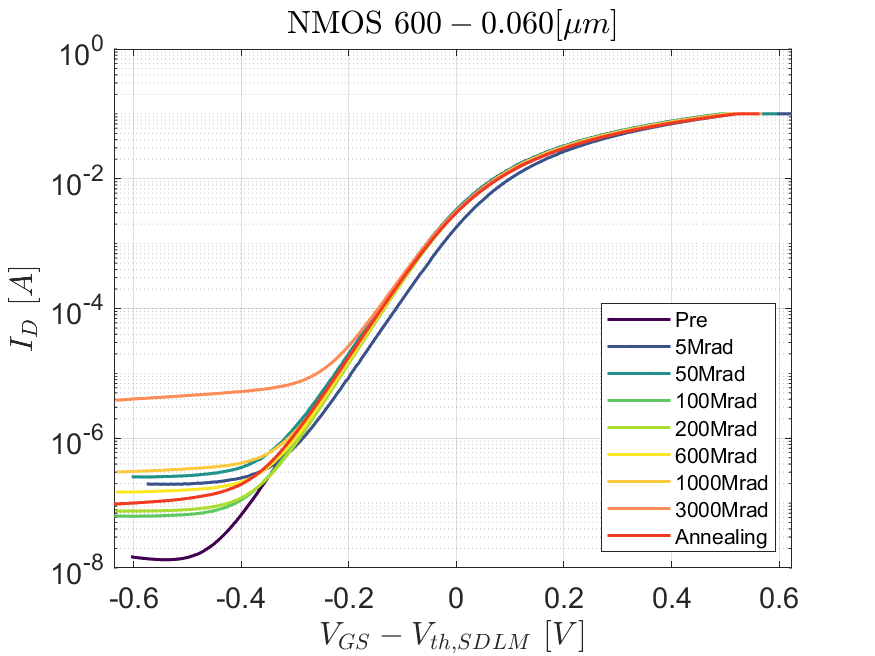 NMOS 600 − 0.060[μm]
10^0
10^-2
10^-4
10^-6
10^-8
I_D [A]
Pre
5Mrad
50Mrad
100Mrad
200Mrad
600Mrad
1000Mrad
3000Mrad
Annealing
-0.6 -0.4 -0.2 0 0.2 0.4 0.6
V_GS − V_th,SDLM [V]